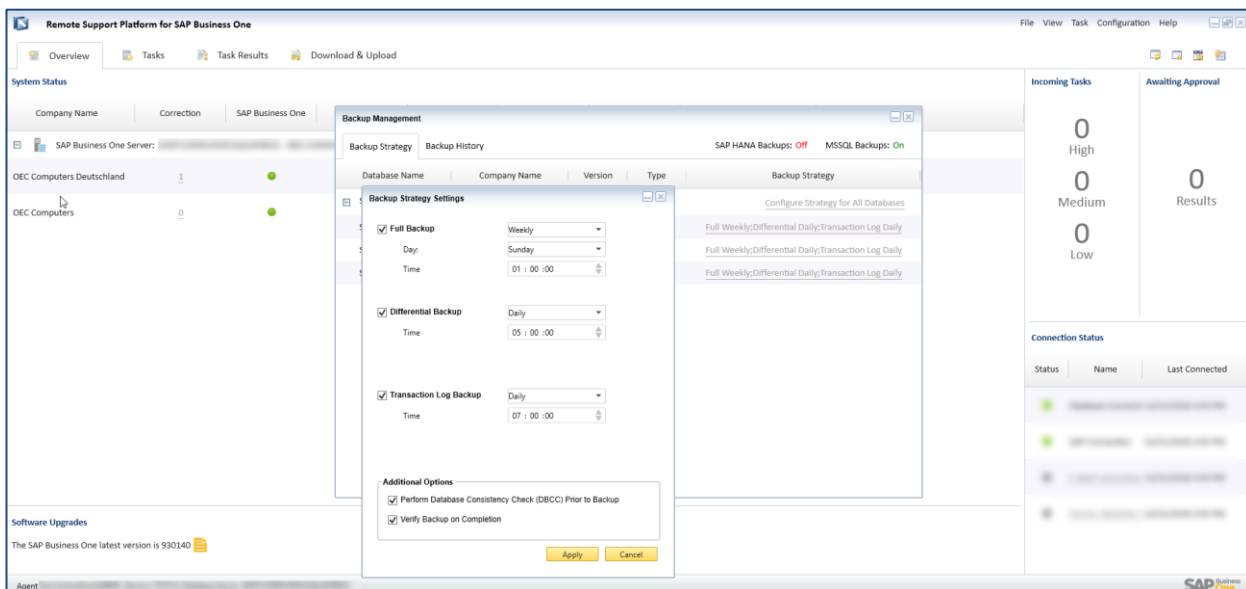 Remote Support Platform for SAP Business One
File View Task Configuration Help
Overview Tasks Task Results Download & Upload
System Status
Company Name Correction SAP Business One
SAP Business One Server:
OEC Computers Deutschland 1
OEC Computers 0
Software Upgrades
The SAP Business One latest version is 930140
Agent
Backup Management
Backup Strategy Backup History SAP HANA Backups: Off MSSQL Backups: On
Database Name Company Name Version Type Backup Strategy
Configure Strategy for All Databases
Full Weekly;Differential Daily;Transaction Log Daily
Full Weekly;Differential Daily;Transaction Log Daily
Full Weekly;Differential Daily;Transaction Log Daily
Backup Strategy Settings
Full Backup Weekly
Day: Sunday
Time 01 : 00 :00
Differential Backup Daily
Time 05 : 00 :00
Transaction Log Backup Daily
Time 07 : 00 :00
Additional Options
Perform Database Consistency Check (DBCC) Prior to Backup
Verify Backup on Completion
Apply Cancel
Incoming Tasks
0
High
0
Medium
0
Low
Awaiting Approval
0
Results
Connection Status
Status Name Last Connected
SAP Business One